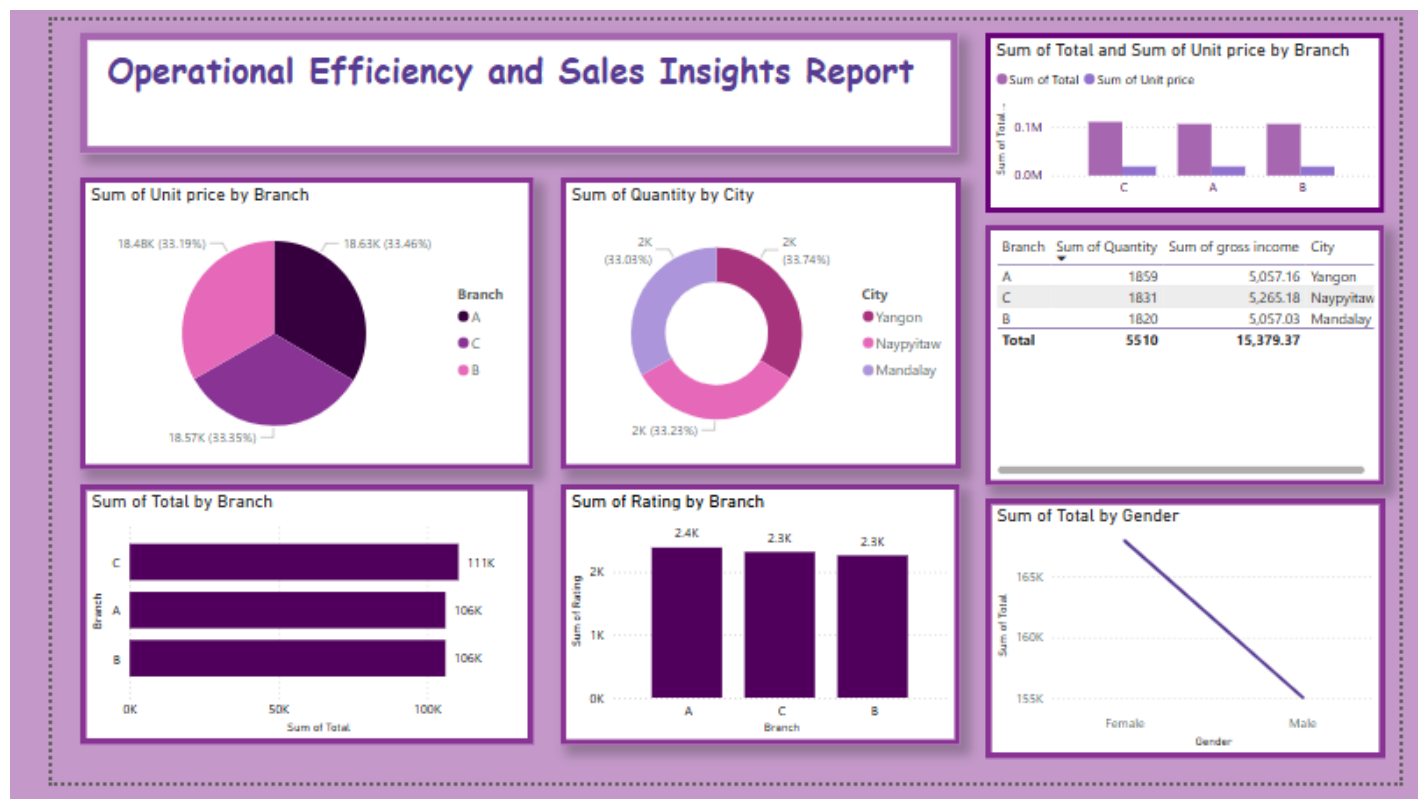 Operational Efficiency and Sales Insights Report
Sum of Total and Sum of Unit price by Branch
Sum of Total Sum of Unit price
Sum of Total...
0.1M
0.0M
C A B
Sum of Unit price by Branch
18.48K (33.19%)
18.63K (33.46%)
18.57K (33.35%)
Branch
A
C
B
Sum of Quantity by City
2K
(33.03%)
2K
(33.74%)
2K (33.23%)
City
Yangon
Naypyitaw
Mandalay
Branch Sum of Quantity Sum of gross income City
A 1859 5,057.16 Yangon
C 1831 5,265.18 Naypyitaw
B 1820 5,057.03 Mandalay
Total 5510 15,379.37
Sum of Total by Branch
Branch
C 111K
A 106K
B 106K
0K 50K 100K
Sum of Total
Sum of Rating by Branch
Sum of Rating
2.4K 2.3K 2.3K
2K
1K
0K
A C B
Branch
Sum of Total by Gender
Sum of Total
165K
160K
155K
Female Male
Gender